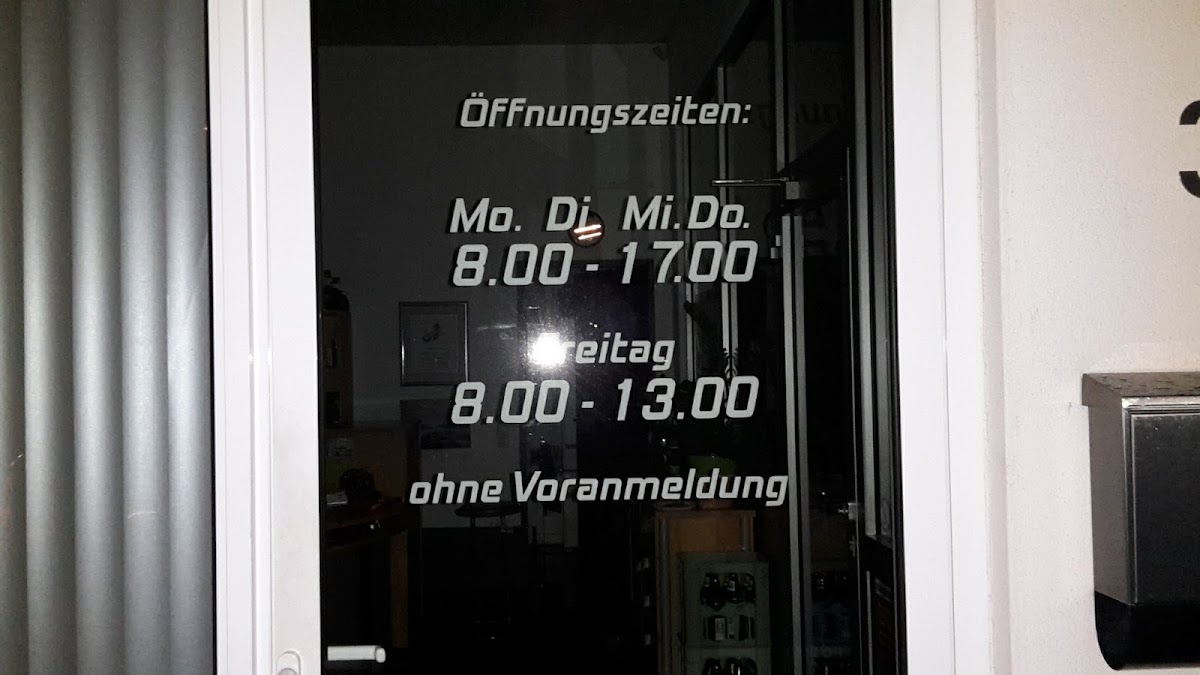 Öffnungszeiten:
Mo. Di Mi.Do.
8.00 - 17.00
Freitag
8.00 - 13.00
ohne Voranmeldung